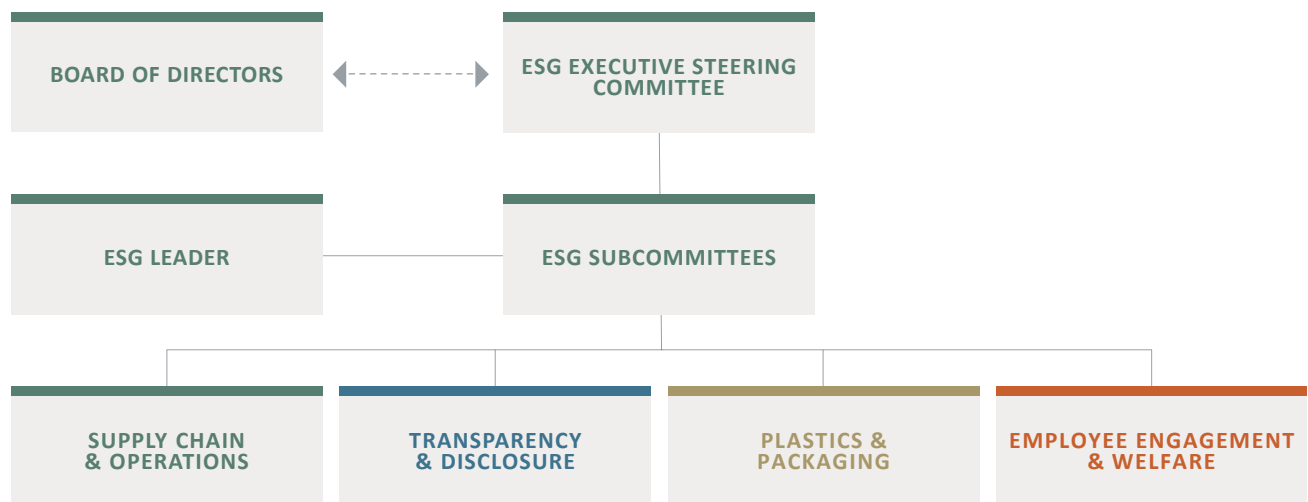 BOARD OF DIRECTORS
ESG EXECUTIVE STEERING
COMMITTEE
ESG LEADER
ESG SUBCOMMITTEES
SUPPLY CHAIN
& OPERATIONS
TRANSPARENCY
& DISCLOSURE
PLASTICS &
PACKAGING
EMPLOYEE ENGAGEMENT
& WELFARE